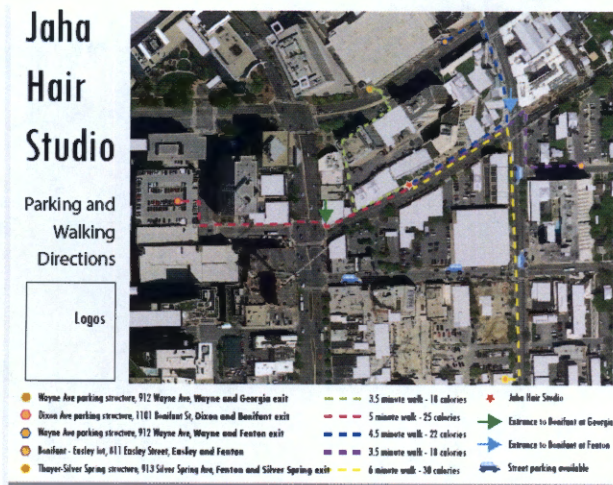 Jaha
Hair
Studio
Parking and
Walking
Directions
Logos
Wayne Ave parking structure, 912 Wayne Ave, Wayne and Georgia exit
Dixon Ave parking structure, 1101 Bonifant St, Dixon and Bonifant exit
Wayne Ave parking structure, 912 Wayne Ave, Wayne and Fenton exit
Bonifant - Easley lot, 811 Easley Street, Easley and Fenton
Thayer-Silver Spring structure, 913 Silver Spring Ave, Fenton and Silver Spring exit
3.5 minute walk - 18 calories
5 minute walk - 25 calories
4.5 minute walk - 22 calories
3.5 minute walk - 18 calories
6 minute walk - 30 calories
Jaha Hair Studio
Entrance to Bonifant at Georgia
Entrance to Bonifant at Fenton
Street parking available